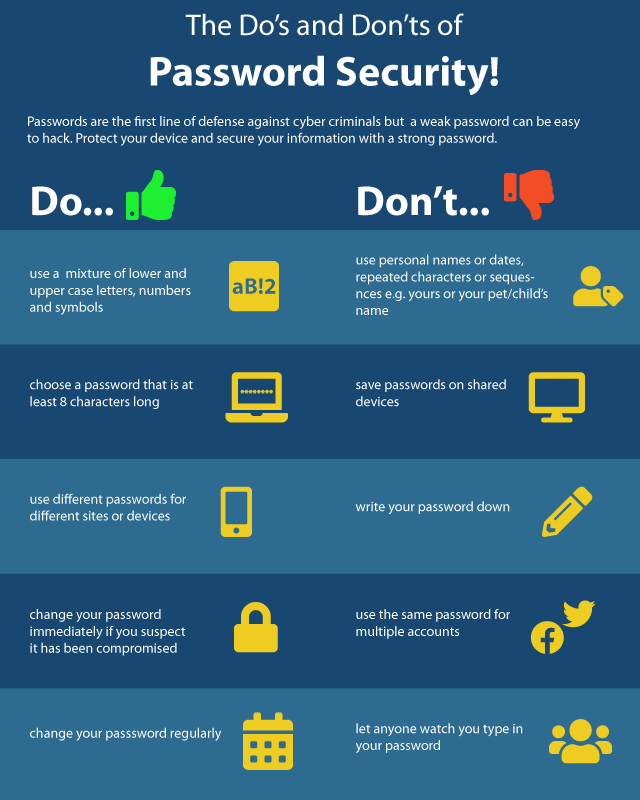 The Do's and Don'ts of
Password Security!
Passwords are the first line of defense against cyber criminals but  a weak password can be easy
to hack. Protect your device and secure your information with a strong password.
Do...
Don't...
use a  mixture of lower and
upper case letters, numbers
and symbols
aB!2
use personal names or dates,
repeated characters or seques-
nces e.g. yours or your pet/child's
name
choose a password that is at
least 8 characters long
********
save passwords on shared
devices
use different passwords for
different sites or devices
write your password down
change your password
immediately if you suspect
it has been compromised
use the same password for
multiple accounts
change your passsword regularly
let anyone watch you type in
your password